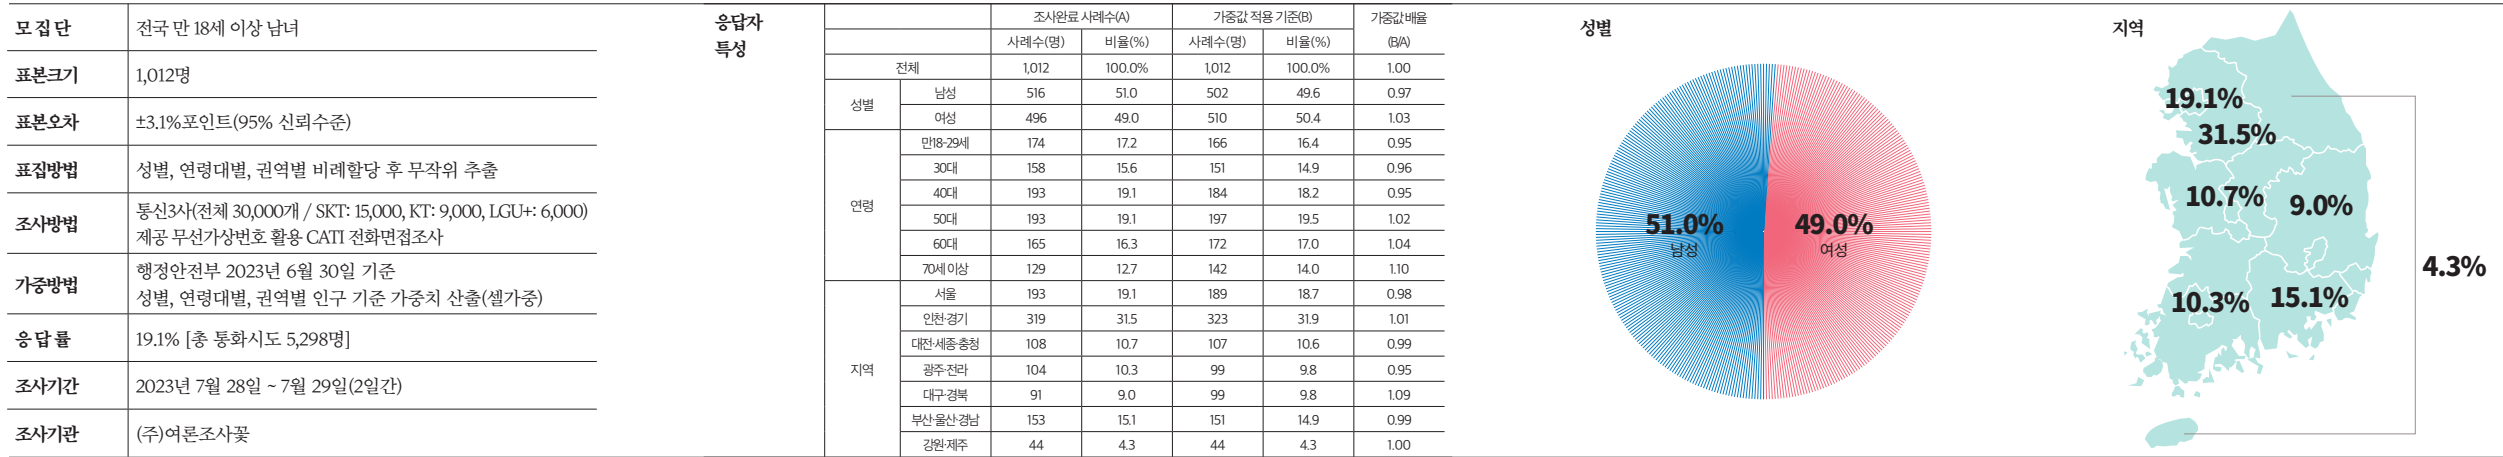 모집단 전국 만 18세 이상 남녀
표본크기 1,012명
표본오차 ±3.1%포인트(95% 신뢰수준)
표집방법 성별, 연령대별, 권역별 비례할당 후 무작위 추출
조사방법 통신3사(전체 30,000개 / SKT: 15,000, KT: 9,000, LGU+: 6,000)
제공 무선가상번호 활용 CATI 전화면접조사
가중방법 행정안전부 2023년 6월 30일 기준
성별, 연령대별, 권역별 인구 기준 가중치 산출(셀가중)
응답률 19.1% [총 통화시도 5,298명]
조사기간 2023년 7월 28일 ~ 7월 29일(2일간)
조사기관 (주)여론조사꽃
응답자
특성
조사완료 사례수(A) 가중값 적용 기준(B) 가중값 배율
사례수(명) 비율(%) 사례수(명) 비율(%) (B/A)
전체 1,012 100.0% 1,012 100.0% 1.00
성별 남성 516 51.0 502 49.6 0.97
여성 496 49.0 510 50.4 1.03
연령 만18-29세 174 17.2 166 16.4 0.95
30대 158 15.6 151 14.9 0.96
40대 193 19.1 184 18.2 0.95
50대 193 19.1 197 19.5 1.02
60대 165 16.3 172 17.0 1.04
70세 이상 129 12.7 142 14.0 1.10
지역 서울 193 19.1 189 18.7 0.98
인천·경기 319 31.5 323 31.9 1.01
대전·세종·충청 108 10.7 107 10.6 0.99
광주·전라 104 10.3 99 9.8 0.95
대구·경북 91 9.0 99 9.8 1.09
부산·울산·경남 153 15.1 151 14.9 0.99
강원·제주 44 4.3 44 4.3 1.00
성별
51.0%
남성
49.0%
여성
지역
19.1%
31.5%
10.7%
9.0%
4.3%
10.3%
15.1%